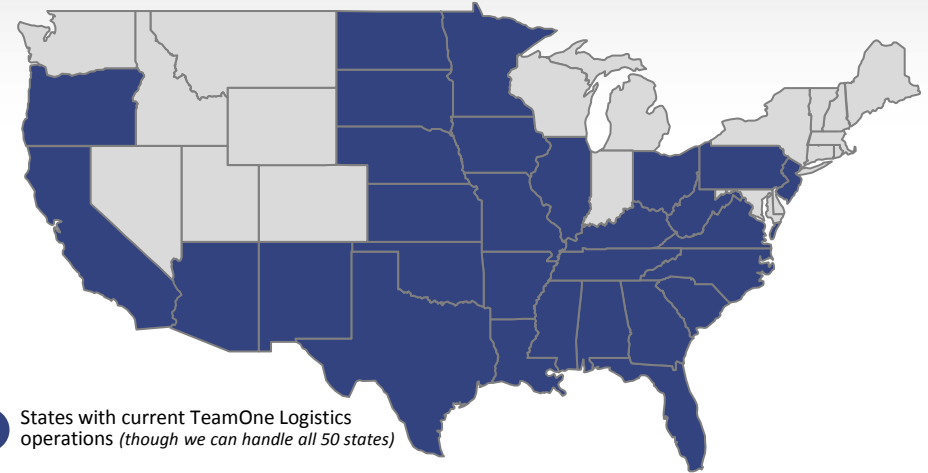 States with current TeamOne Logistics
operations (though we can handle all 50 states)